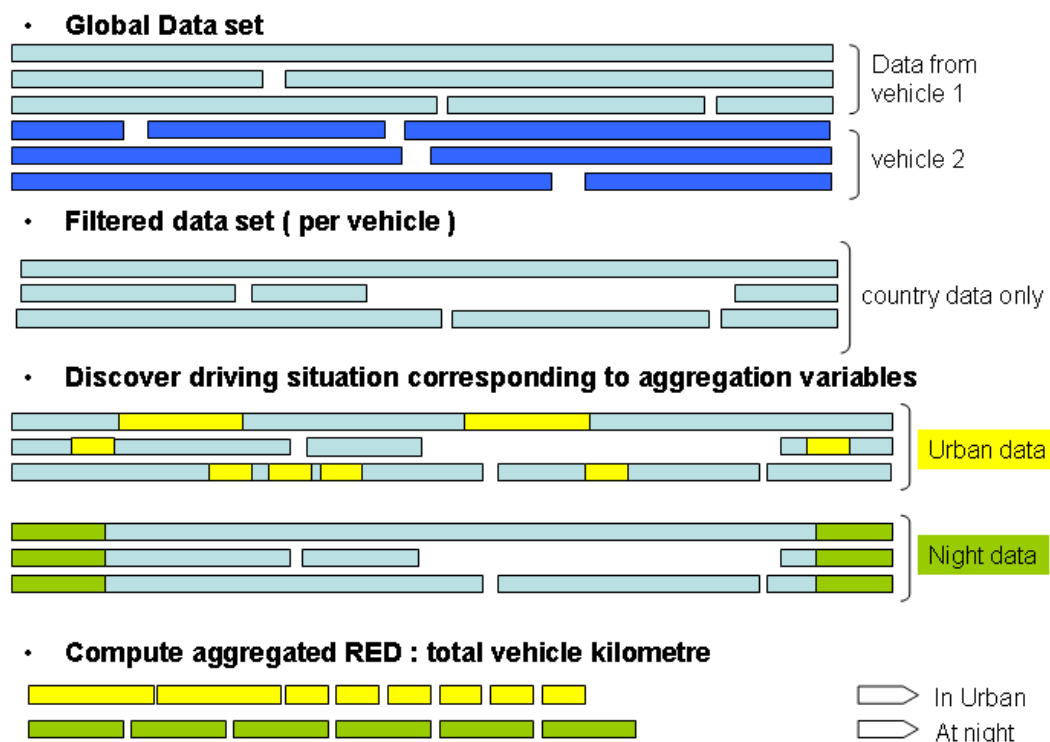 • Global Data set
Data from
vehicle 1
vehicle 2
• Filtered data set ( per vehicle )
country data only
• Discover driving situation corresponding to aggregation variables
Urban data
Night data
• Compute aggregated RED : total vehicle kilometre
In Urban
At night